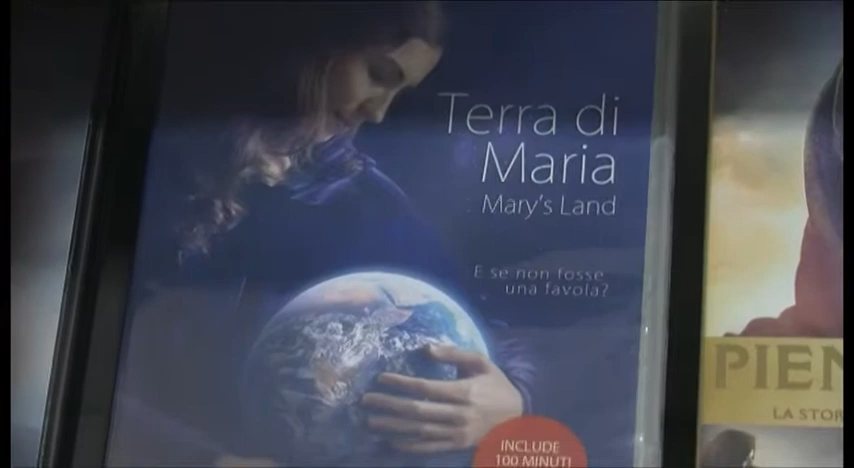 Terra di
Maria
Mary's Land
E se non fosse
una favola?
INCLUDE
100 MINUTI
PIEN
LA STOR